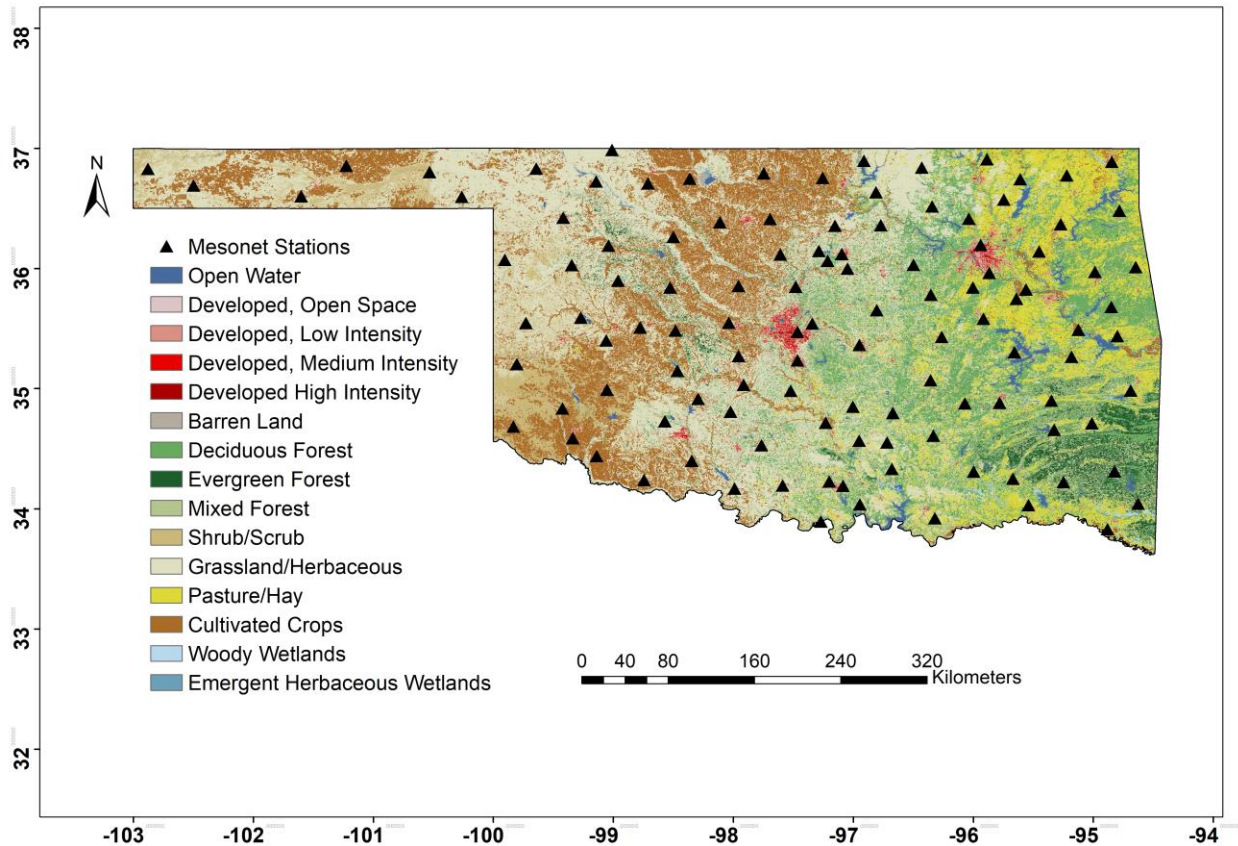 38
37
36
35
34
33
32
N
Mesonet Stations
Open Water
Developed, Open Space
Developed, Low Intensity
Developed, Medium Intensity
Developed High Intensity
Barren Land
Deciduous Forest
Evergreen Forest
Mixed Forest
Shrub/Scrub
Grassland/Herbaceous
Pasture/Hay
Cultivated Crops
Woody Wetlands
Emergent Herbaceous Wetlands
0 40 80 160 240 320
Kilometers
-103 -102 -101 -100 -99 -98 -97 -96 -95 -94